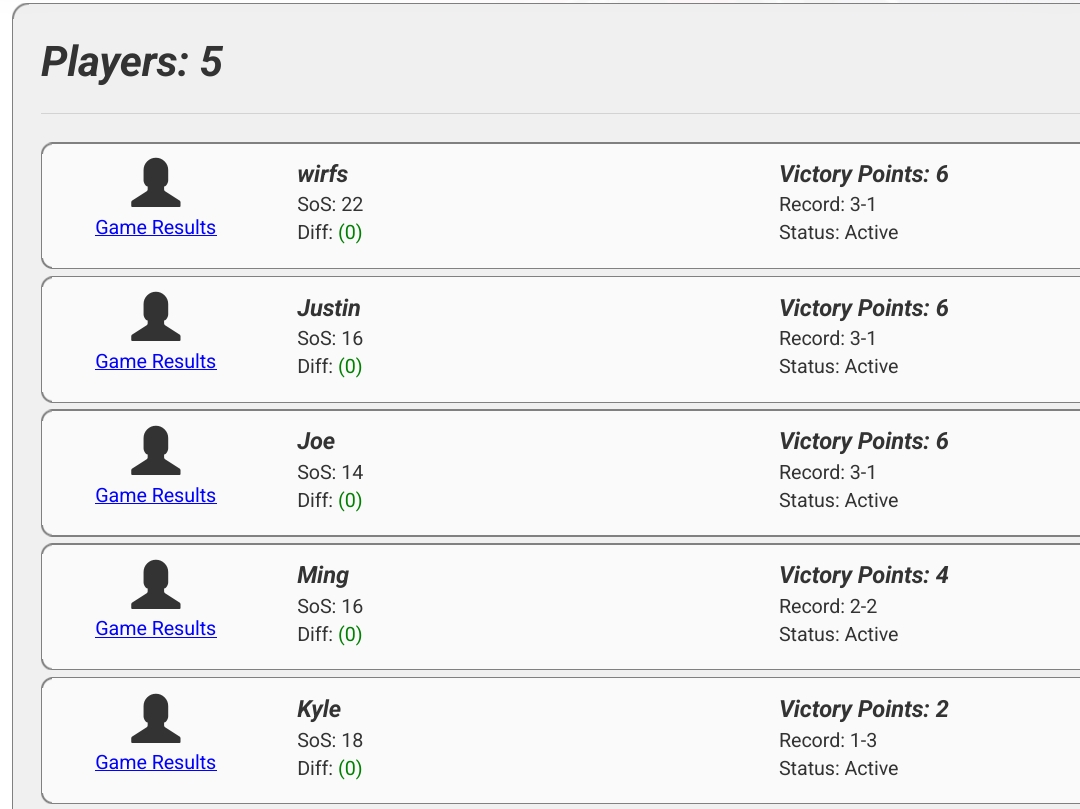 Players: 5
wirfs
Victory Points: 6
SoS: 22
Record: 3-1
Game Results
Diff: (0)
Status: Active
Justin
Victory Points: 6
SoS: 16
Record: 3-1
Game Results
Diff: (0)
Status: Active
Joe
Victory Points: 6
SoS: 14
Record: 3-1
Game Results
Diff: (0)
Status: Active
Ming
Victory Points: 4
SoS: 16
Record: 2-2
Game Results
Diff: (0)
Status: Active
Kyle
Victory Points: 2
SoS: 18
Record: 1-3
Game Results
Diff: (0)
Status: Active